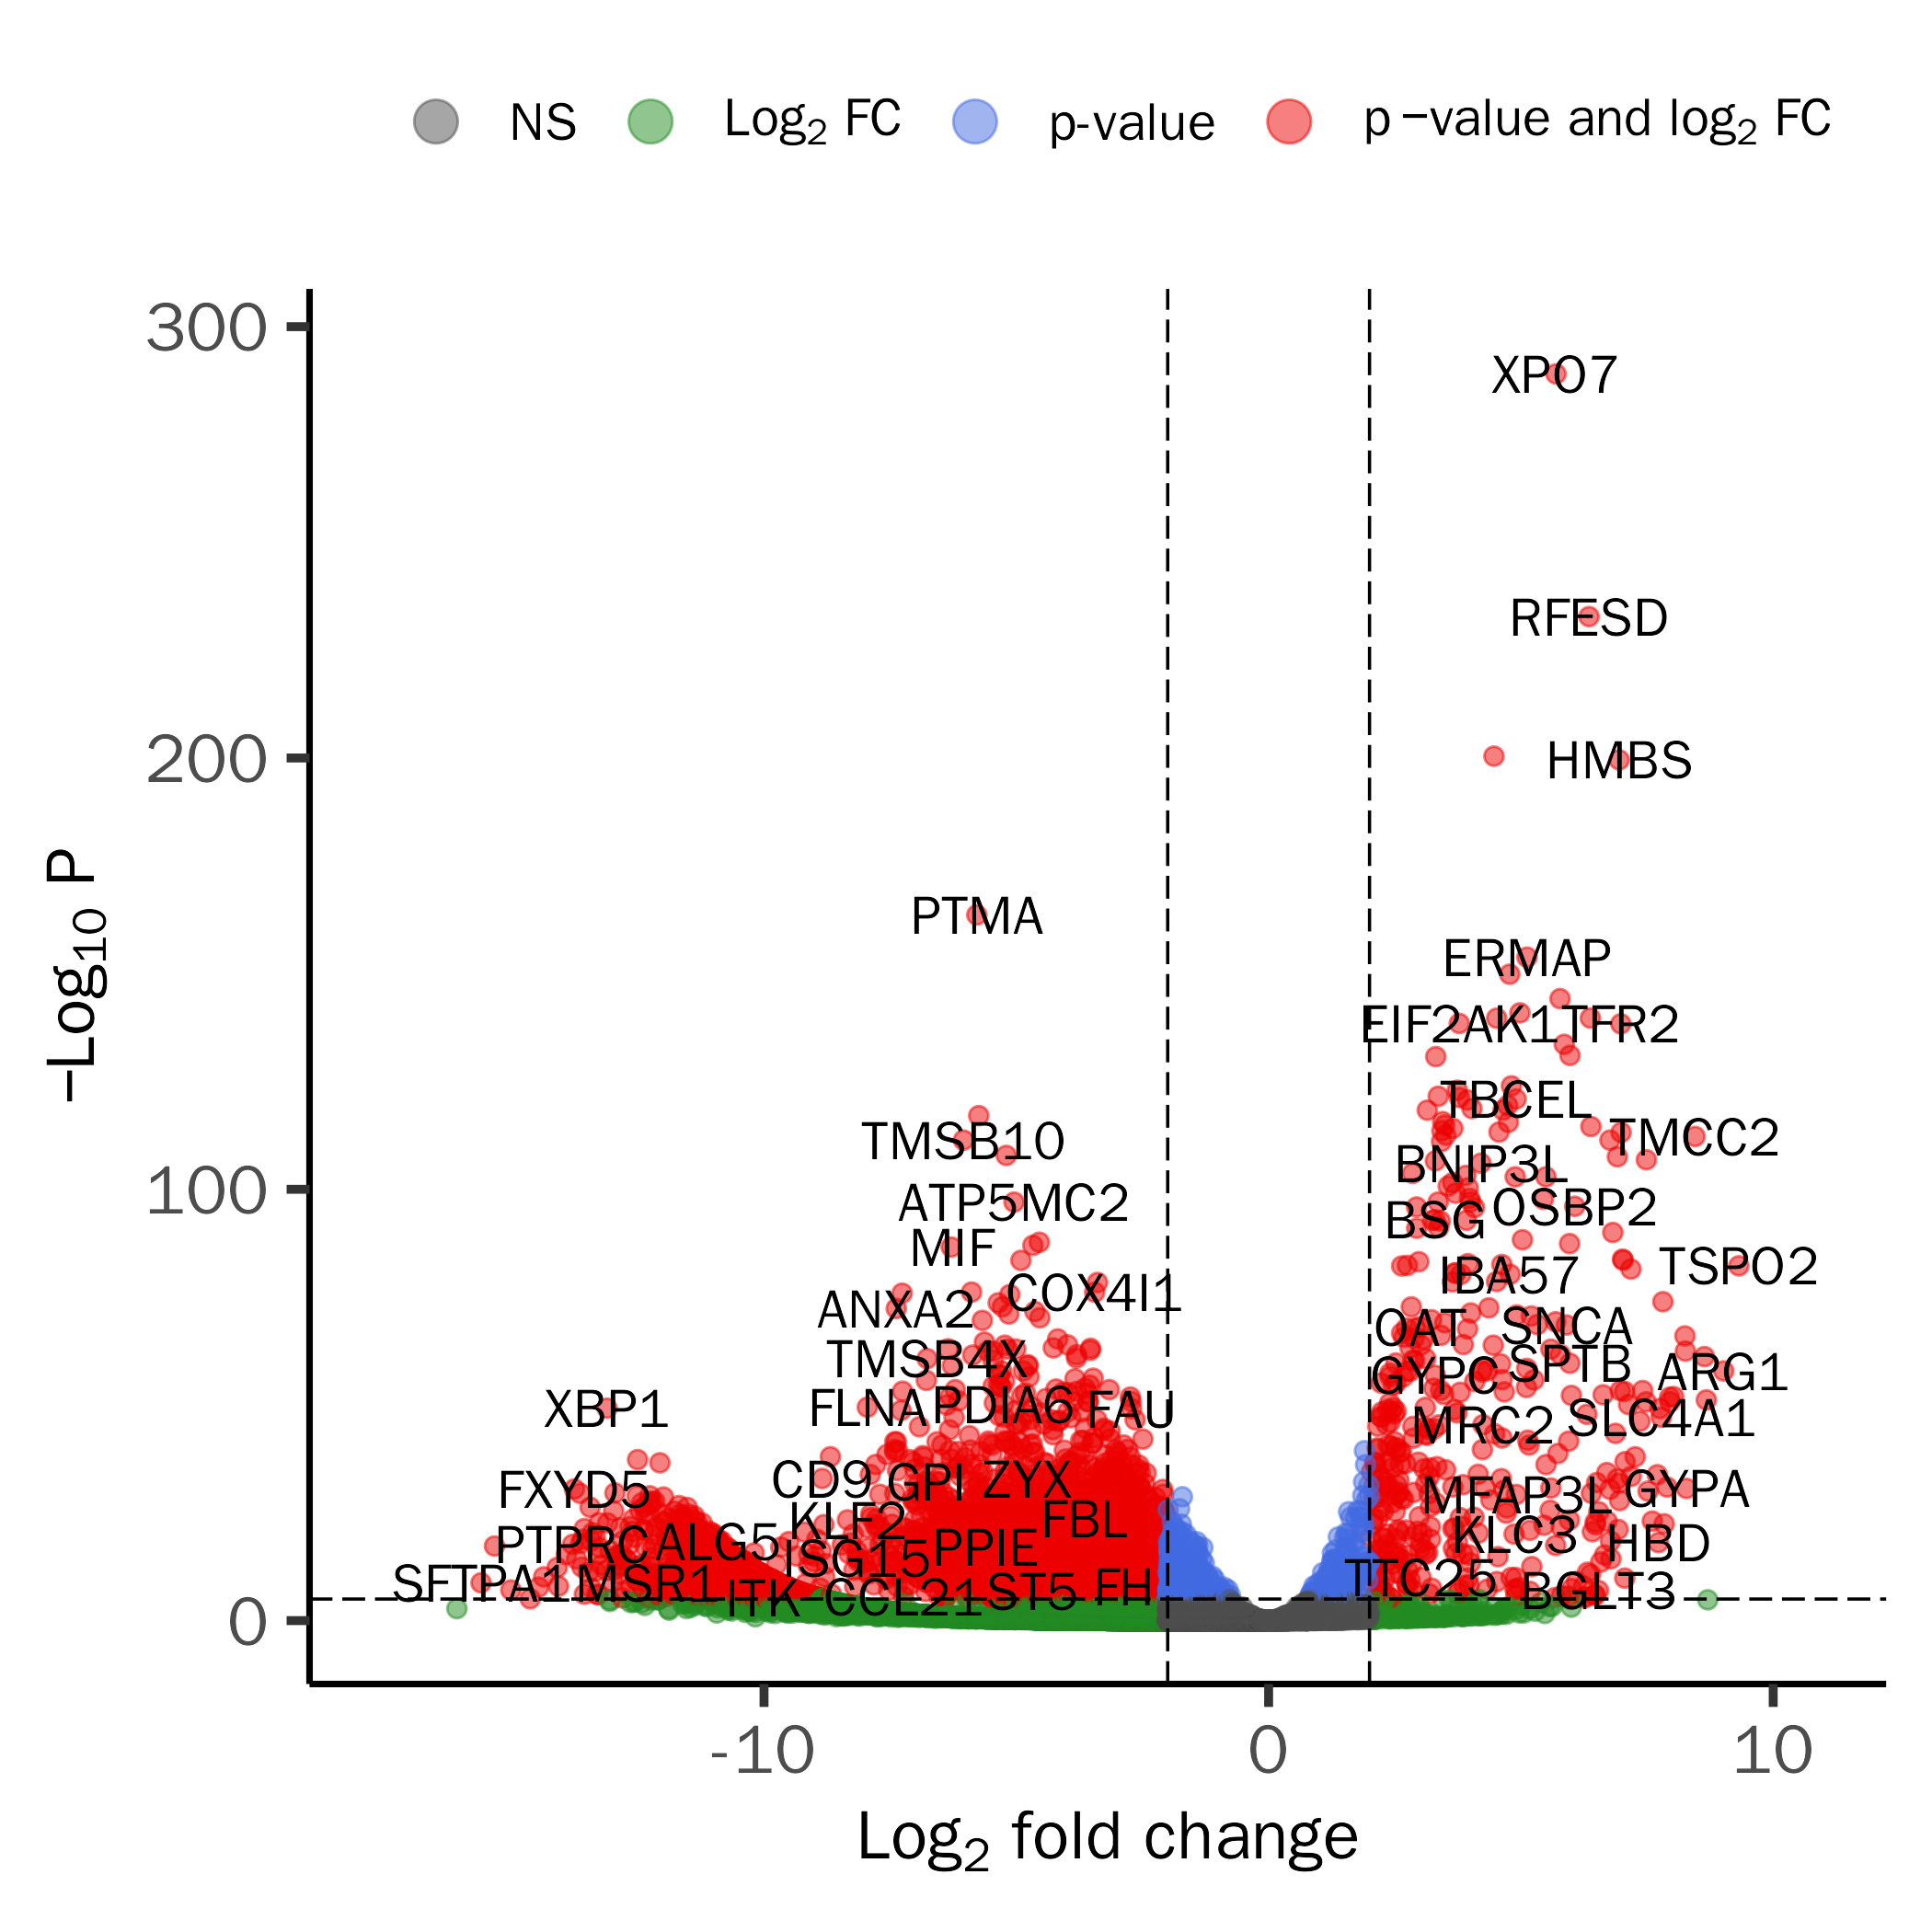 NS Log2 FC p-value p –value and log2 FC
300
XPO7
RFESD
200
HMBS
PTMA
ERMAP
EIF2AK1 TFR2
TBCEL
TMSB10 TMCC2
BNIP3L
100
ATP5MC2 OSBP2
BSG
MIF
TSPO2
IBA57
COX4I1
ANXA2
OAT SNCA
TMSB4X SPTB ARG1
GYPC
XBP1 FLNA PDIA6 FAU
MRC2 SLC4A1
CD9 GPI ZYX
FXYD5 MFAP3L GYPA
KLF2 FBL
KLC3
PTPRC ALG5 HBD
ISG15 PPIE
SFTPA1 MSR1 TTC25
ITK CCL21 ST5 FH BGLT3
0
–Log10 P
-10 0 10
Log2 fold change